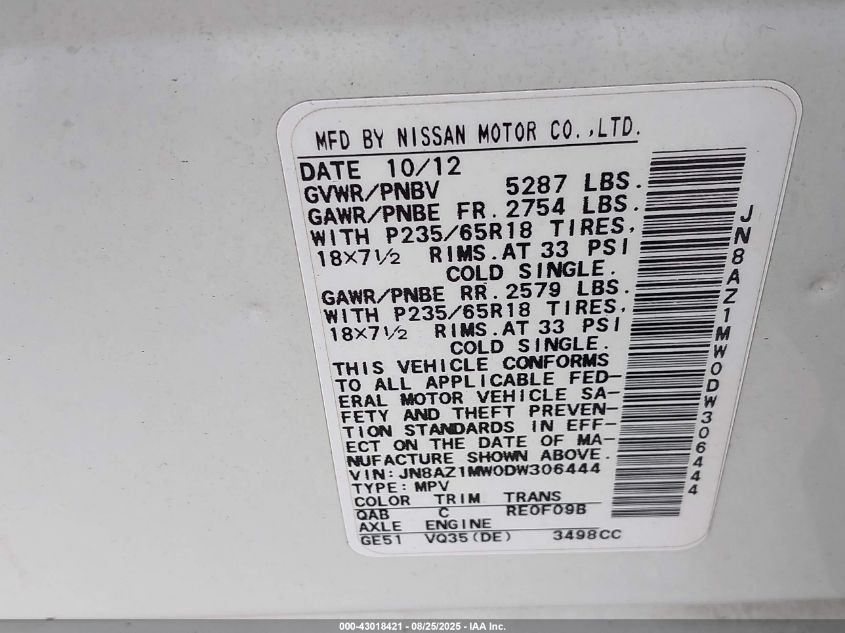 MFD BY NISSAN MOTOR CO.,LTD.
DATE 10/12
GVWR/PNBV 5287 LBS.
GAWR/PNBE FR. 2754 LBS.
WITH P235/65R18 TIRES,
18×7 1/2 RIMS.AT 33 PSI
COLD SINGLE.
GAWR/PNBE RR. 2579 LBS.
WITH P235/65R18 TIRES,
18×7 1/2 RIMS.AT 33 PSI
COLD SINGLE.
THIS VEHICLE CONFORMS
TO ALL APPLICABLE FED-
ERAL MOTOR VEHICLE SA-
FETY AND THEFT PREVEN-
TION STANDARDS IN EFF-
ECT ON THE DATE OF MA-
NUFACTURE SHOWN ABOVE.
VIN:JN8AZ1MW0DW306444
TYPE:MPV
COLOR TRIM TRANS
QAB C RE0F09B
AXLE ENGINE
GE51 VQ35(DE) 3498CC
JN8AZ1MW0DW306444
000-43018421 - 08/25/2025 - IAA Inc.